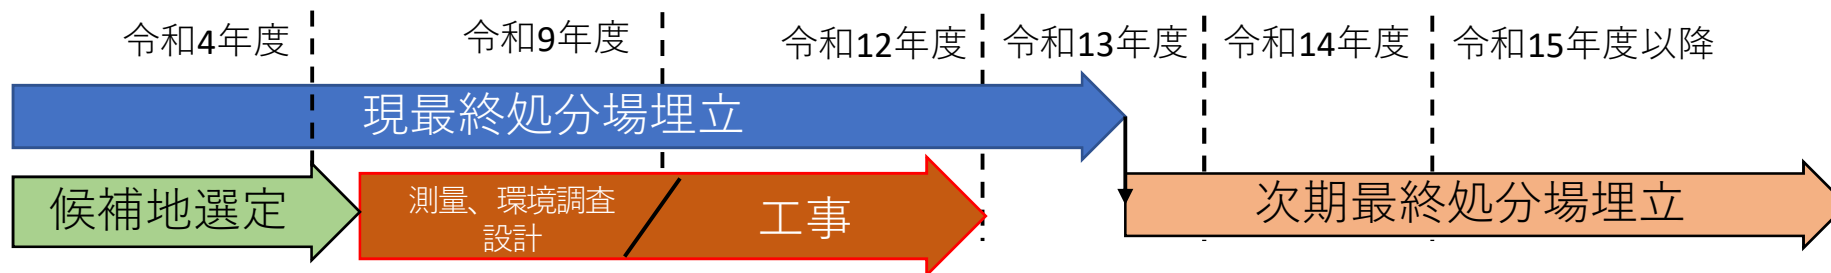 令和4年度
令和9年度
令和12年度
令和13年度
令和14年度
令和15年度以降
現最終処分場埋立
候補地選定
測量、環境調査
設計
工事
次期最終処分場埋立